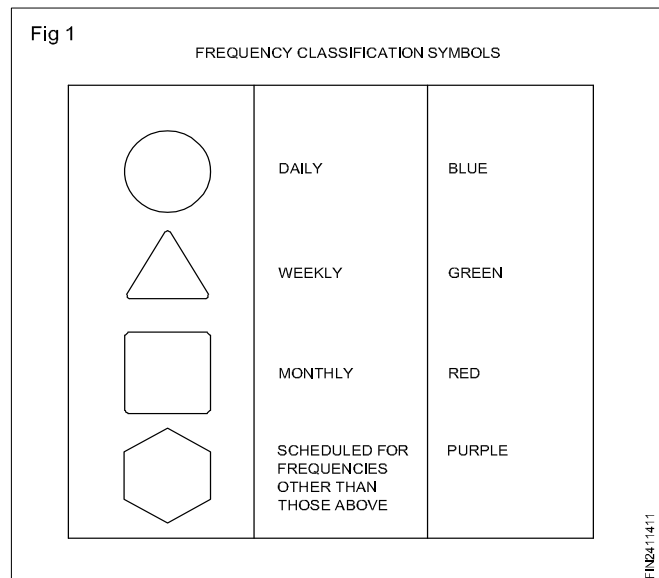 Fig 1
FREQUENCY CLASSIFICATION SYMBOLS
DAILY BLUE
WEEKLY GREEN
MONTHLY RED
SCHEDULED FOR PURPLE
FREQUENCIES
OTHER THAN
THOSE ABOVE
FIN2411411